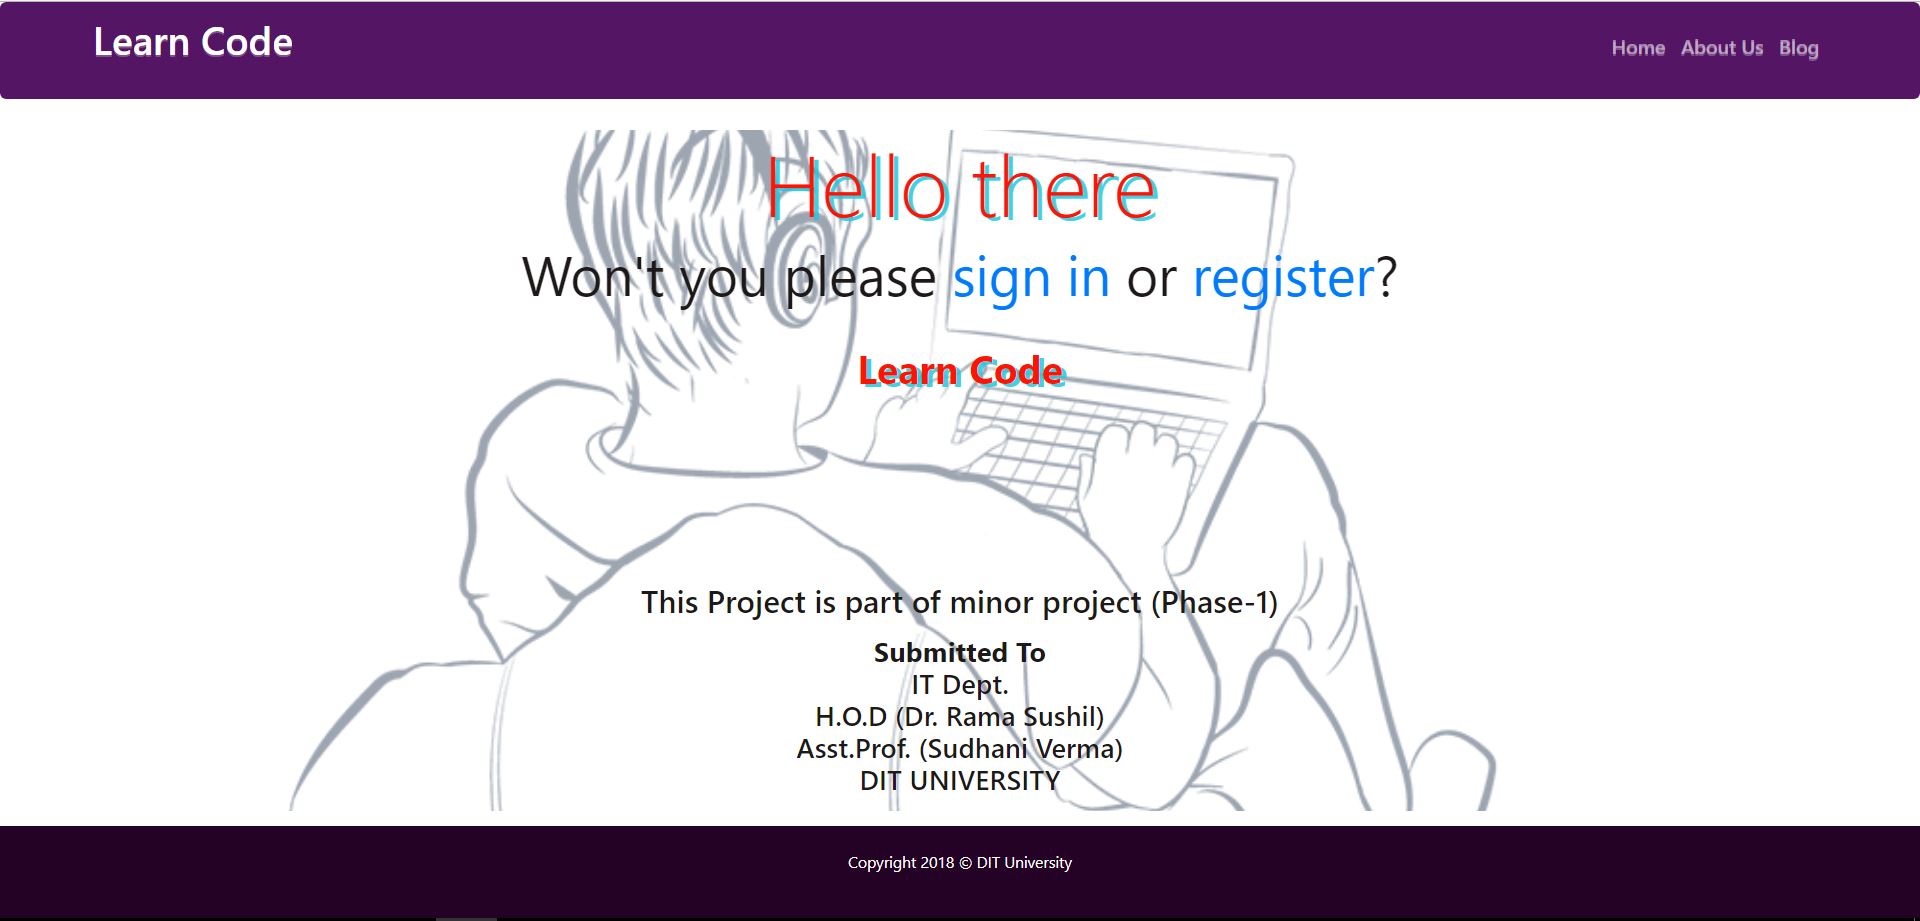 Learn Code
Home About Us Blog
Hello there
Won't you please sign in or register?
Learn Code
This Project is part of minor project (Phase-1)
Submitted To
IT Dept.
H.O.D (Dr. Rama Sushil)
Asst.Prof. (Sudhani Verma)
DIT UNIVERSITY
Copyright 2018 © DIT University